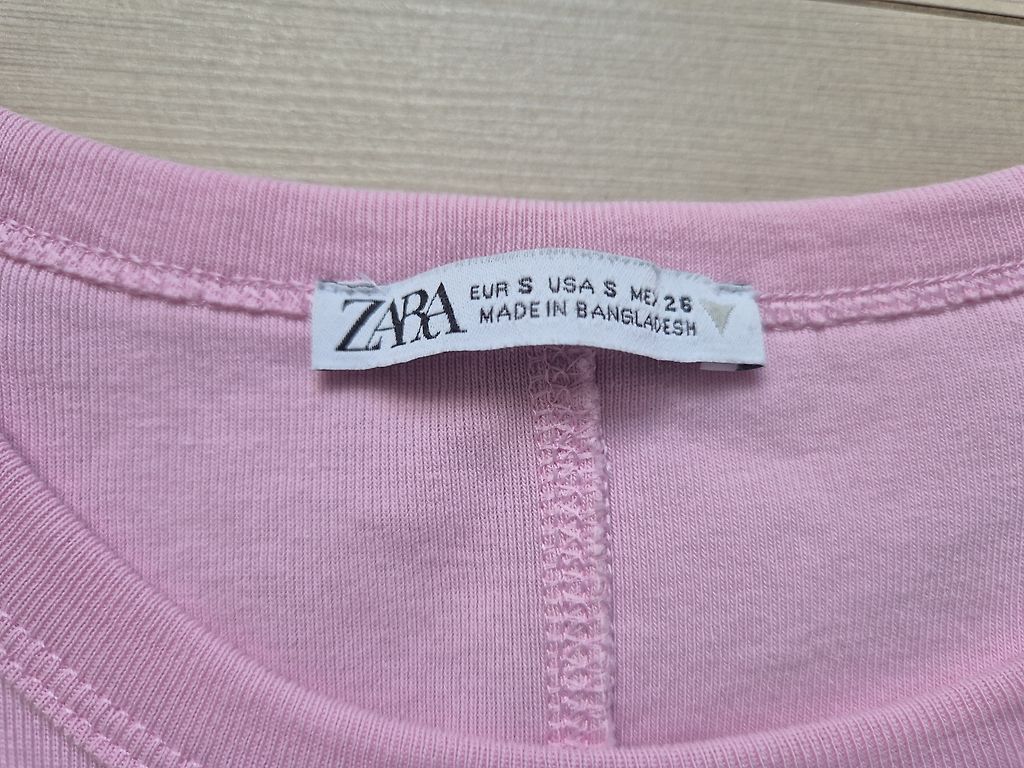 ZARA
EUR S USA S MEX 26
MADE IN BANGLADESH